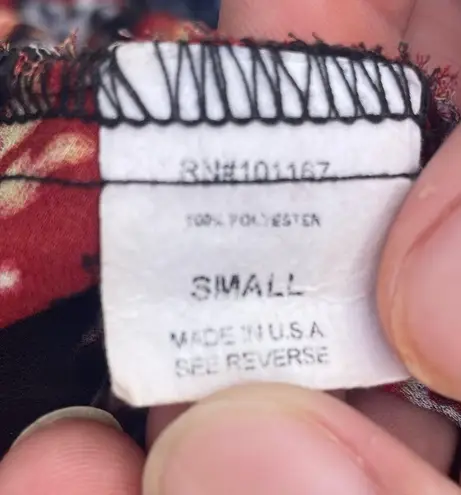 RN#101167
100% POLYESTER
SMALL
MADE IN U.S.A
SEE REVERSE